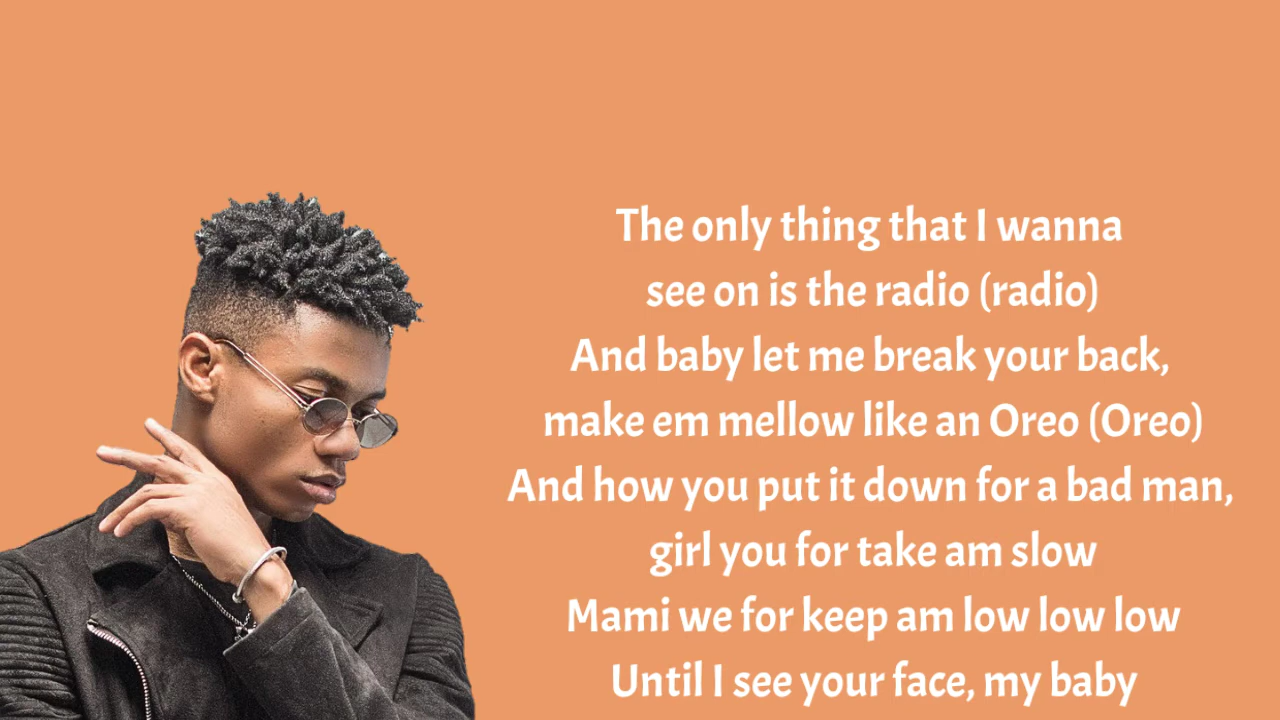 The only thing that I wanna
see on is the radio (radio)
And baby let me break your back,
make em mellow like an Oreo (Oreo)
And how you put it down for a bad man,
girl you for take am slow
Mami we for keep am low low low
Until I see your face, my baby